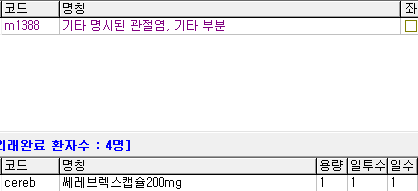 코드 명칭 좌
m1388 기타 명시된 관절염, 기타 부분
외래완료 환자수 : 4명]
코드 명칭 용량 일투수 일수
cereb 쎄레브렉스캡슐200mg 1 1 1